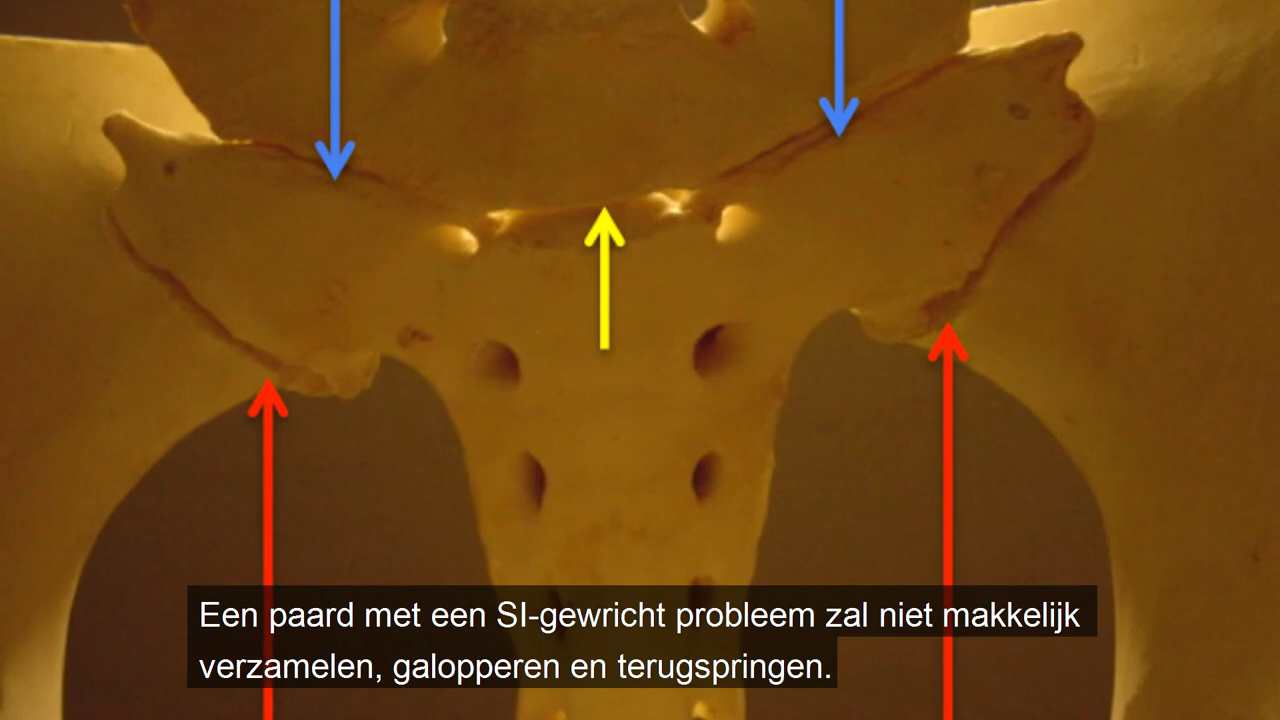 Een paard met een SI-gewricht probleem zal niet makkelijk
verzamelen, galopperen en terugspringen.